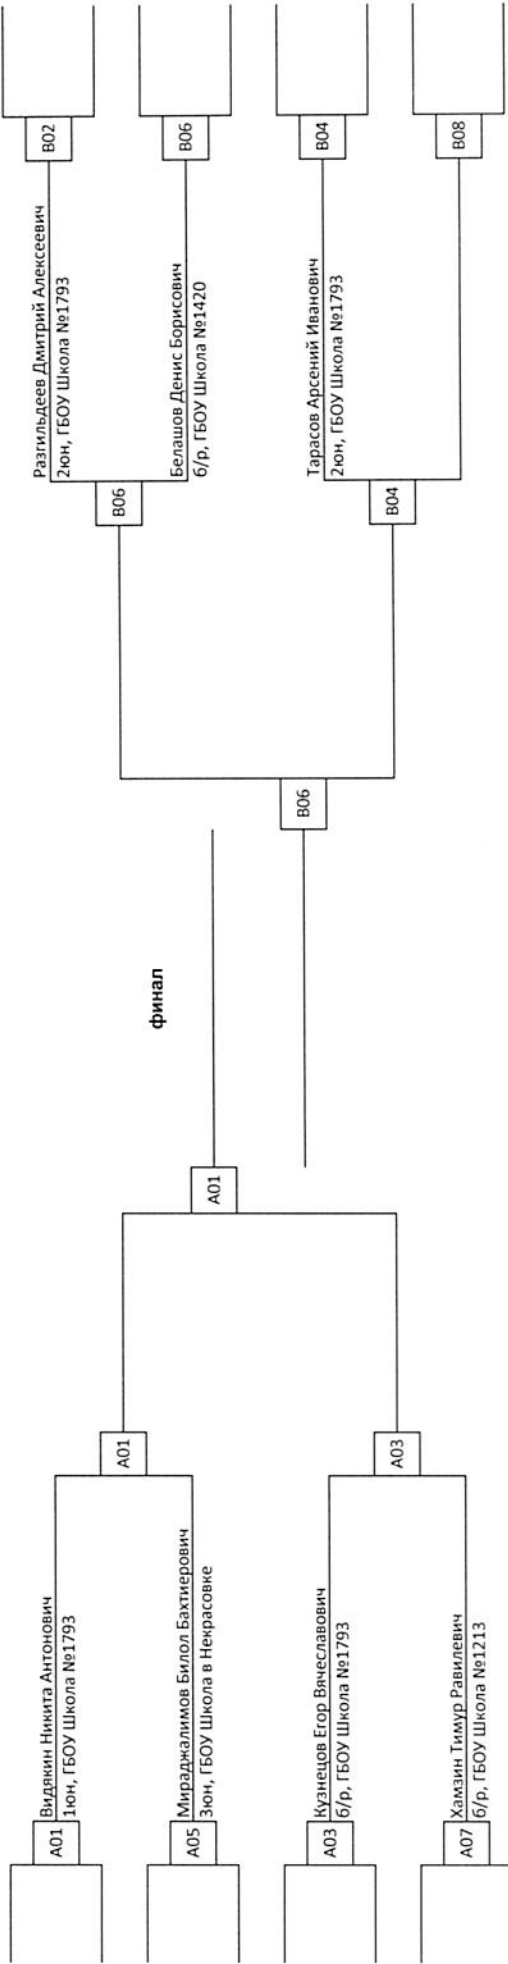 A01
Видякин Никита Антонович
1юн, ГБОУ Школа №1793
A01
A05
Мираджалимов Билол Бахтиерович
3юн, ГБОУ Школа в Некрасовке
A01
A03
Кузнецов Егор Вячеславович
б/р, ГБОУ Школа №1793
A03
A07
Хамзин Тимур Равилевич
б/р, ГБОУ Школа №1213
финал
B06
Разгильдеев Дмитрий Алексеевич
2юн, ГБОУ Школа №1793
B02
B06
Белашов Денис Борисович
б/р, ГБОУ Школа №1420
B06
Тарасов Арсений Иванович
2юн, ГБОУ Школа №1793
B04
B04
B08